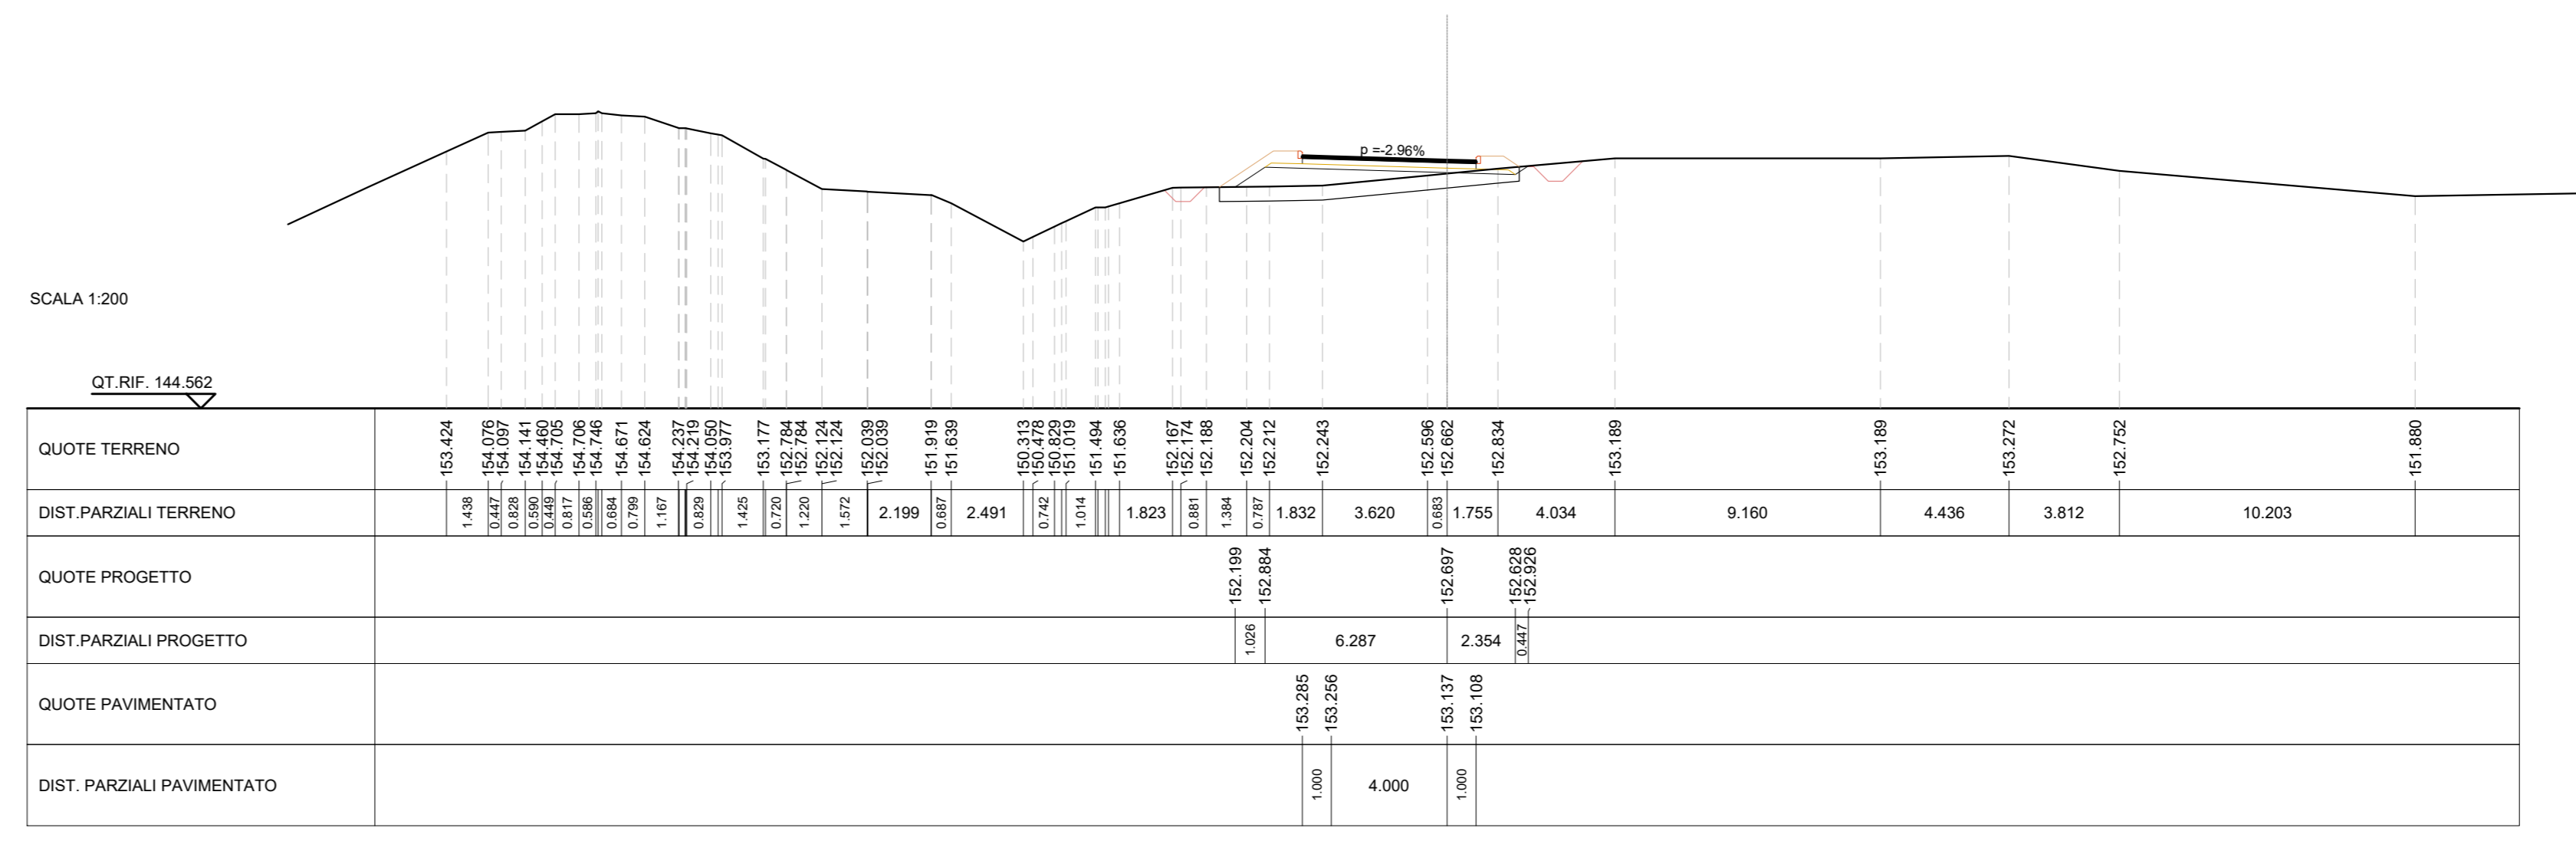 p =-2.96%
SCALA 1:200
QT.RIF. 144.562
QUOTE TERRENO 153.424 154.076 154.097 154.141 154.460 154.705 154.706 154.746 154.671 154.624 154.237 154.219 154.050 153.977 153.177 152.784 152.784 152.124 152.124 152.039 152.039 151.919 151.639 150.313 150.478 150.829 151.019 151.494 151.636 152.167 152.174 152.188 152.204 152.212 152.243 152.596 152.662 152.834 153.189 153.189 153.272 152.752 151.880
DIST.PARZIALI TERRENO 1.438 0.447 0.828 0.590 0.449 0.817 0.586 0.684 0.799 1.167 0.829 1.425 0.720 1.220 1.572 2.199 0.687 2.491 0.742 1.014 1.823 0.881 1.384 0.787 1.832 3.620 0.683 1.755 4.034 9.160 4.436 3.812 10.203
QUOTE PROGETTO 152.199 152.884 152.697 152.628 152.926
DIST.PARZIALI PROGETTO 1.026 6.287 2.354 0.447
QUOTE PAVIMENTATO 153.285 153.256 153.137 153.108
DIST. PARZIALI PAVIMENTATO 1.000 4.000 1.000